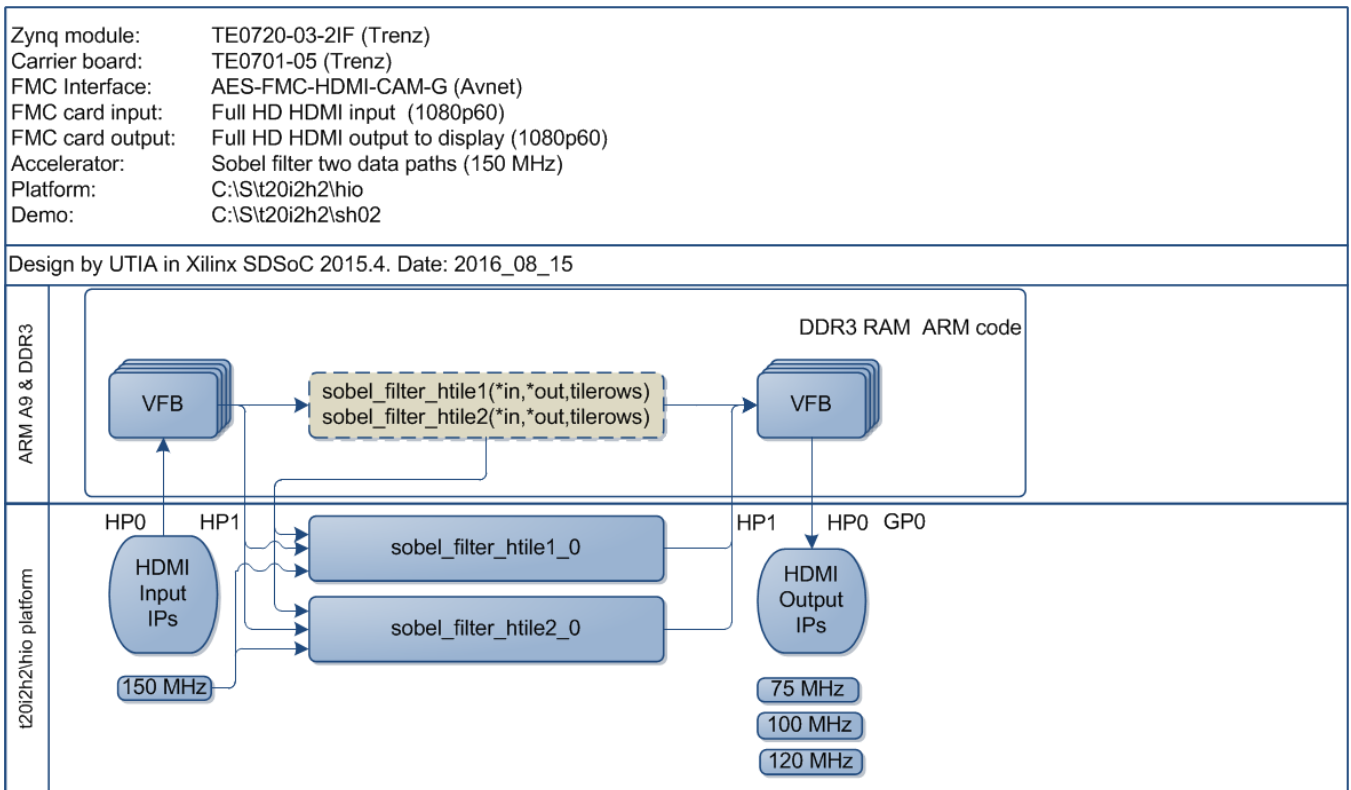 Zynq module: TE0720-03-2IF (Trenz)
Carrier board: TE0701-05 (Trenz)
FMC Interface: AES-FMC-HDMI-CAM-G (Avnet)
FMC card input: Full HD HDMI input (1080p60)
FMC card output: Full HD HDMI output to display (1080p60)
Accelerator: Sobel filter two data paths (150 MHz)
Platform: C:\S\t20i2h2\hio
Demo: C:\S\t20i2h2\sh02
Design by UTIA in Xilinx SDSoC 2015.4. Date: 2016_08_15
ARM A9 & DDR3
DDR3 RAM ARM code
VFB
sobel_filter_htile1(*in,*out,tilerows)
sobel_filter_htile2(*in,*out,tilerows)
VFB
t20i2h2\hio platform
HP0 HP1
HP1 HP0 GP0
HDMI
Input
IPs
sobel_filter_htile1_0
sobel_filter_htile2_0
HDMI
Output
IPs
150 MHz
75 MHz
100 MHz
120 MHz